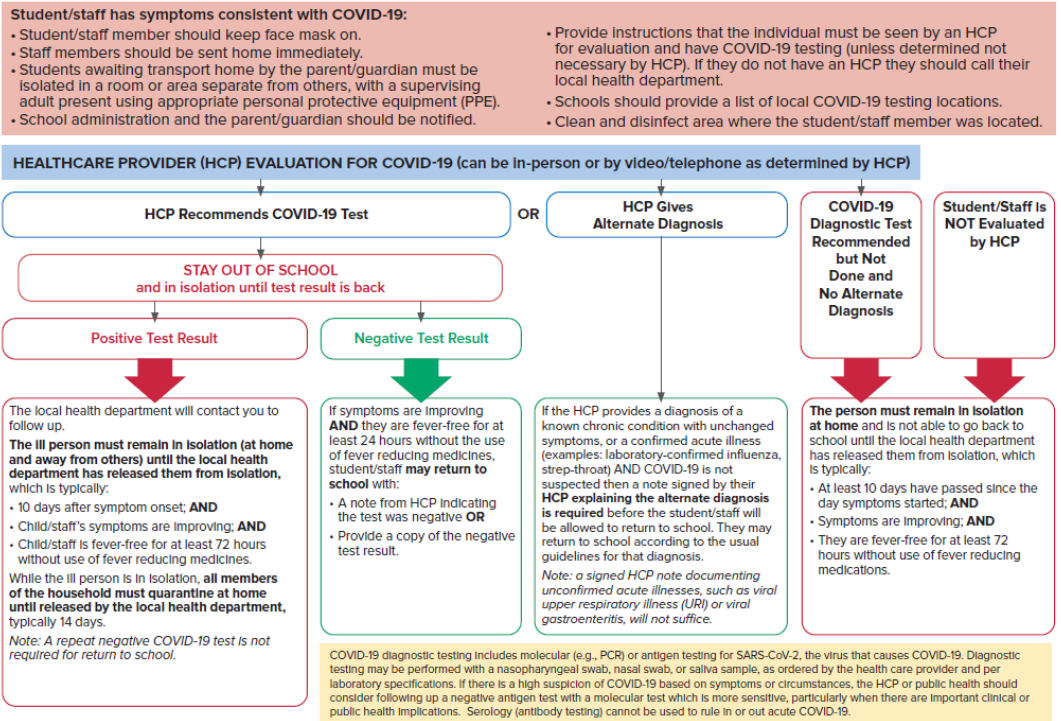 Student/staff has symptoms consistent with COVID-19:
• Student/staff member should keep face mask on.
• Staff members should be sent home immediately.
• Students awaiting transport home by the parent/guardian must be
isolated in a room or area separate from others, with a supervising
adult present using appropriate personal protective equipment (PPE).
• School administration and the parent/guardian should be notified.
• Provide instructions that the individual must be seen by an HCP
for evaluation and have COVID-19 testing (unless determined not
necessary by HCP). If they do not have an HCP they should call their
local health department.
• Schools should provide a list of local COVID-19 testing locations.
• Clean and disinfect area where the student/staff member was located.
HEALTHCARE PROVIDER (HCP) EVALUATION FOR COVID-19 (can be in-person or by video/telephone as determined by HCP)
HCP Recommends COVID-19 Test
OR
HCP Gives
Alternate Diagnosis
COVID-19
Diagnostic Test
Recommended
but Not
Done and
No Alternate
Diagnosis
Student/Staff is
NOT Evaluated
by HCP
STAY OUT OF SCHOOL
and in isolation until test result is back
Positive Test Result
Negative Test Result
The local health department will contact you to
follow up.
The ill person must remain in isolation (at home
and away from others) until the local health
department has released them from isolation,
which is typically:
• 10 days after symptom onset; AND
• Child/staff's symptoms are improving; AND
• Child/staff is fever-free for at least 72 hours
without use of fever reducing medicines.
While the ill person is in isolation, all members
of the household must quarantine at home
until released by the local health department,
typically 14 days.
Note: A repeat negative COVID-19 test is not
required for return to school.
If symptoms are improving
AND they are fever-free for at
least 24 hours without the use
of fever reducing medicines,
student/staff may return to
school with:
• A note from HCP indicating
the test was negative OR
• Provide a copy of the negative
test result.
If the HCP provides a diagnosis of a
known chronic condition with unchanged
symptoms, or a confirmed acute illness
(examples: laboratory-confirmed influenza,
strep-throat) AND COVID-19 is not
suspected then a note signed by their
HCP explaining the alternate diagnosis
is required before the student/staff will
be allowed to return to school. They may
return to school according to the usual
guidelines for that diagnosis.
Note: a signed HCP note documenting
unconfirmed acute illnesses, such as viral
upper respiratory illness (URI) or viral
gastroenteritis, will not suffice.
The person must remain in isolation
at home and is not able to go back to
school until the local health department
has released them from isolation, which
is typically:
• At least 10 days have passed since the
day symptoms started; AND
• Symptoms are improving; AND
• They are fever-free for at least 72
hours without use of fever reducing
medications.
COVID-19 diagnostic testing includes molecular (e.g., PCR) or antigen testing for SARS-CoV-2, the virus that causes COVID-19. Diagnostic
testing may be performed with a nasopharyngeal swab, nasal swab, or saliva sample, as ordered by the health care provider and per
laboratory specifications. If there is a high suspicion of COVID-19 based on symptoms or circumstances, the HCP or public health should
consider following up a negative antigen test with a molecular test which is more sensitive, particularly when there are important clinical or
public health implications. Serology (antibody testing) cannot be used to rule in or out acute COVID-19.